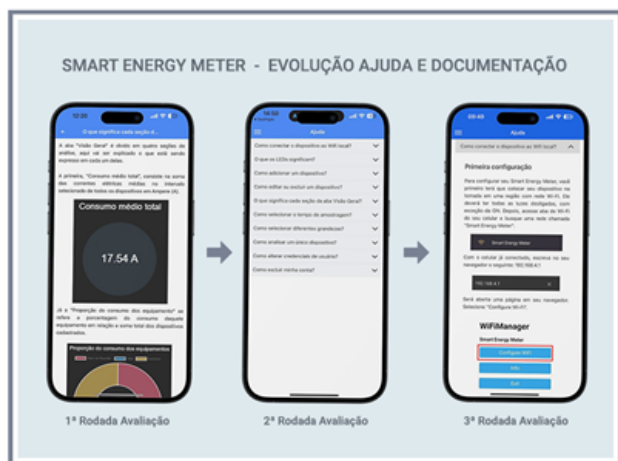 SMART ENERGY METER - EVOLUÇÃO AJUDA E DOCUMENTAÇÃO
12:20
O que significa cada seção d...
A aba "Visão Geral" é dividida em quatro seções de
análise, aqui vai ser explicado o que está sendo
expresso em cada um deles.
A primeira, "Consumo médio total", consiste na soma
das correntes elétricas médias no intervalo
selecionado de todos os dispositivos em Ampere (A).
Consumo médio total
17.54 A
Já a "Proporção do consumo dos equipamento" se
refere a porcentagem do consumo daquele
equipamento em relação a soma total dos dispositivos
cadastrados.
Proporção do consumo dos equipamentos
1ª Rodada Avaliação
14:50
Ajuda
Como conectar o dispositivo ao WiFi local?
O que os LEDs significam?
Como adicionar um dispositivo?
Como editar ou excluir um dispositivo?
O que significa cada seção da aba Visão Geral?
Como selecionar o tempo de amostragem?
Como selecionar diferentes grandezas?
Como analisar um único dispositivo?
Como alterar credenciais de usuário?
Como excluir minha conta?
2ª Rodada Avaliação
09:49
Ajuda
Como conectar o dispositivo ao WiFi local?
Primeira configuração
Para configurar seu Smart Energy Meter, você
primeiro terá que colocar seu dispositivo na
tomada em uma região com rede Wi-Fi. Ele
deverá ter todas as luzes desligadas, com
exceção da ON. Depois, acesse aba de Wi-Fi
do seu celular e busque uma rede chamada
"Smart Energy Meter".
Smart Energy Meter
Com o celular já conectado, escreva no seu
navegador o seguinte: 192.168.4.1
192.168.4.1
Será aberta uma página em seu navegador.
Selecione "Configure Wi-Fi".
WiFiManager
Smart Energy Meter
Configure WiFi
Info
Exit
3ª Rodada Avaliação